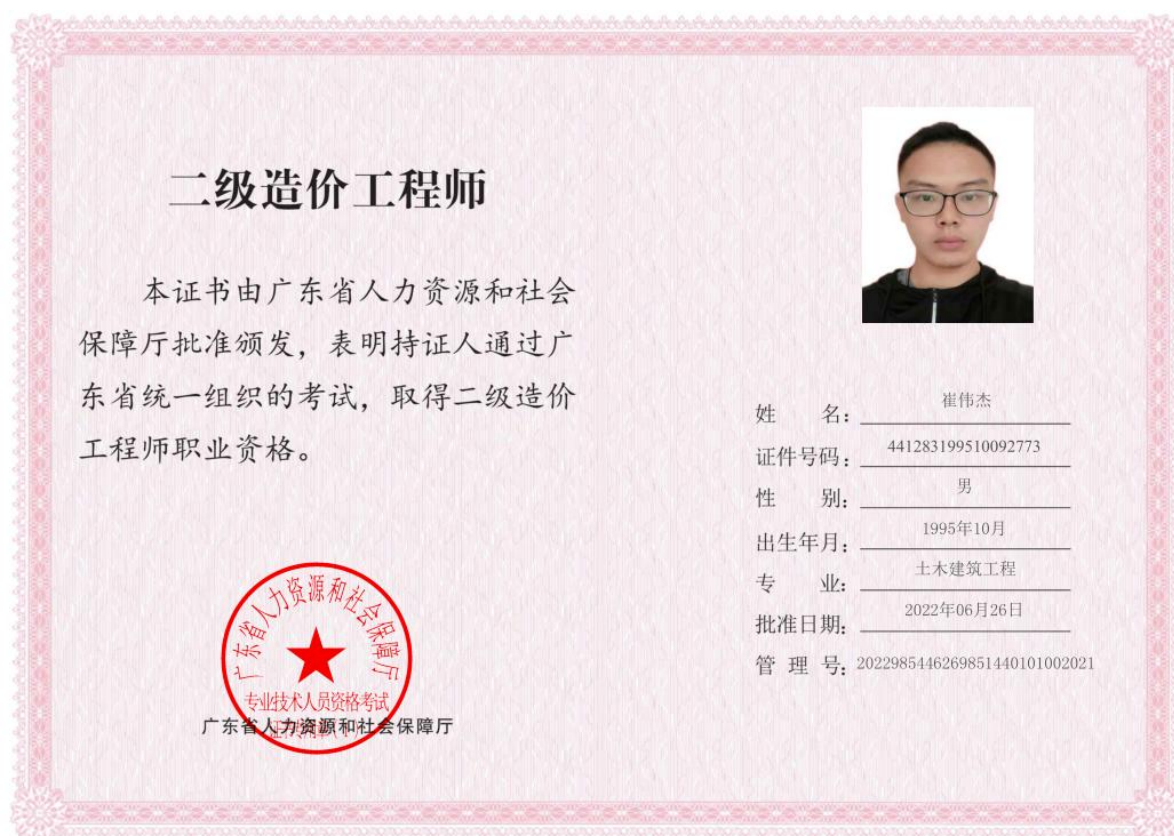 二级造价工程师
本证书由广东省人力资源和社会
保障厅批准颁发，表明持证人通过广
东省统一组织的考试，取得二级造价
工程师职业资格。
广东省人力资源和社会保障厅
专业技术人员资格考试
广东省人力资源和社会保障厅
姓 名：崔伟杰
证件号码：441283199510092773
性 别：男
出生年月：1995年10月
专 业：土木建筑工程
批准日期：2022年06月26日
管 理 号：20229854462698514401010020​21